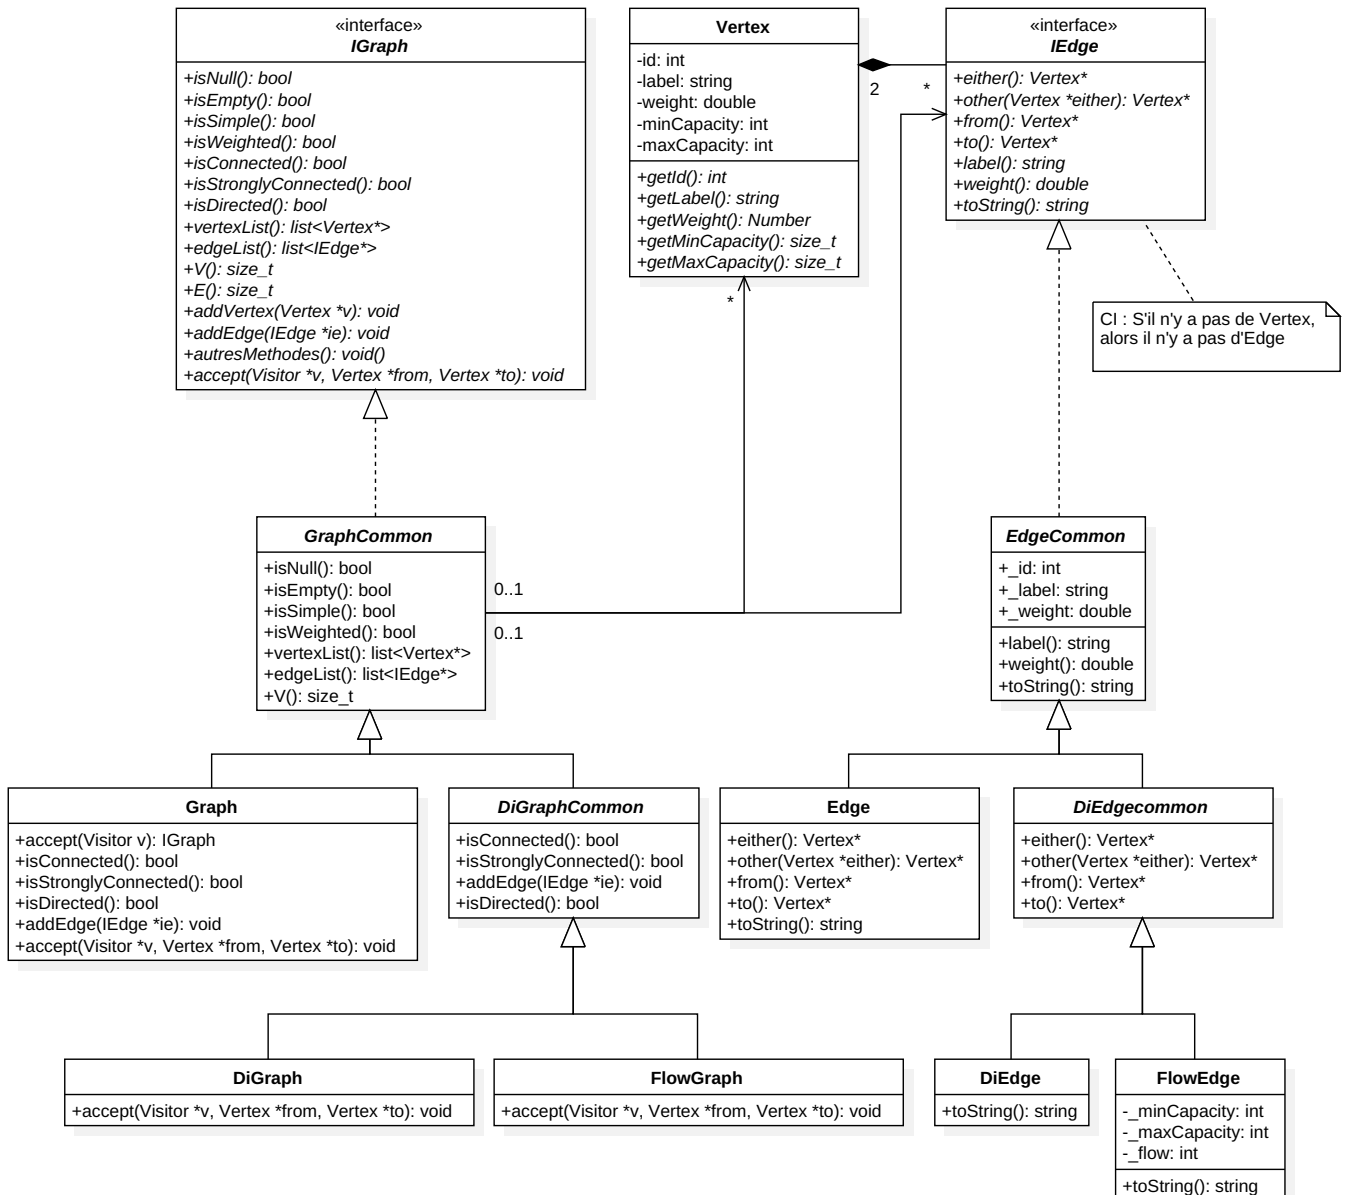 «interface»
IGraph
+isNull(): bool
+isEmpty(): bool
+isSimple(): bool
+isWeighted(): bool
+isConnected(): bool
+isStronglyConnected(): bool
+isDirected(): bool
+vertexList(): list<Vertex*>
+edgeList(): list<IEdge*>
+V(): size_t
+E(): size_t
+addVertex(Vertex *v): void
+addEdge(IEdge *ie): void
+autresMethodes(): void()
+accept(Visitor *v, Vertex *from, Vertex *to): void
Vertex
-id: int
-label: string
-weight: double
-minCapacity: int
-maxCapacity: int
+getId(): int
+getLabel(): string
+getWeight(): Number
+getMinCapacity(): size_t
+getMaxCapacity(): size_t
2
*
*
«interface»
IEdge
+either(): Vertex*
+other(Vertex *either): Vertex*
+from(): Vertex*
+to(): Vertex*
+label(): string
+weight(): double
+toString(): string
CI : S'il n'y a pas de Vertex,
alors il n'y a pas d'Edge
GraphCommon
+isNull(): bool
+isEmpty(): bool
+isSimple(): bool
+isWeighted(): bool
+vertexList(): list<Vertex*>
+edgeList(): list<IEdge*>
+V(): size_t
0..1
0..1
EdgeCommon
+_id: int
+_label: string
+_weight: double
+label(): string
+weight(): double
+toString(): string
Graph
+accept(Visitor v): IGraph
+isConnected(): bool
+isStronglyConnected(): bool
+isDirected(): bool
+addEdge(IEdge *ie): void
+accept(Visitor *v, Vertex *from, Vertex *to): void
DiGraphCommon
+isConnected(): bool
+isStronglyConnected(): bool
+addEdge(IEdge *ie): void
+isDirected(): bool
Edge
+either(): Vertex*
+other(Vertex *either): Vertex*
+from(): Vertex*
+to(): Vertex*
+toString(): string
DiEdgecommon
+either(): Vertex*
+other(Vertex *either): Vertex*
+from(): Vertex*
+to(): Vertex*
DiGraph
+accept(Visitor *v, Vertex *from, Vertex *to): void
FlowGraph
+accept(Visitor *v, Vertex *from, Vertex *to): void
DiEdge
+toString(): string
FlowEdge
-_minCapacity: int
-_maxCapacity: int
-_flow: int
+toString(): string